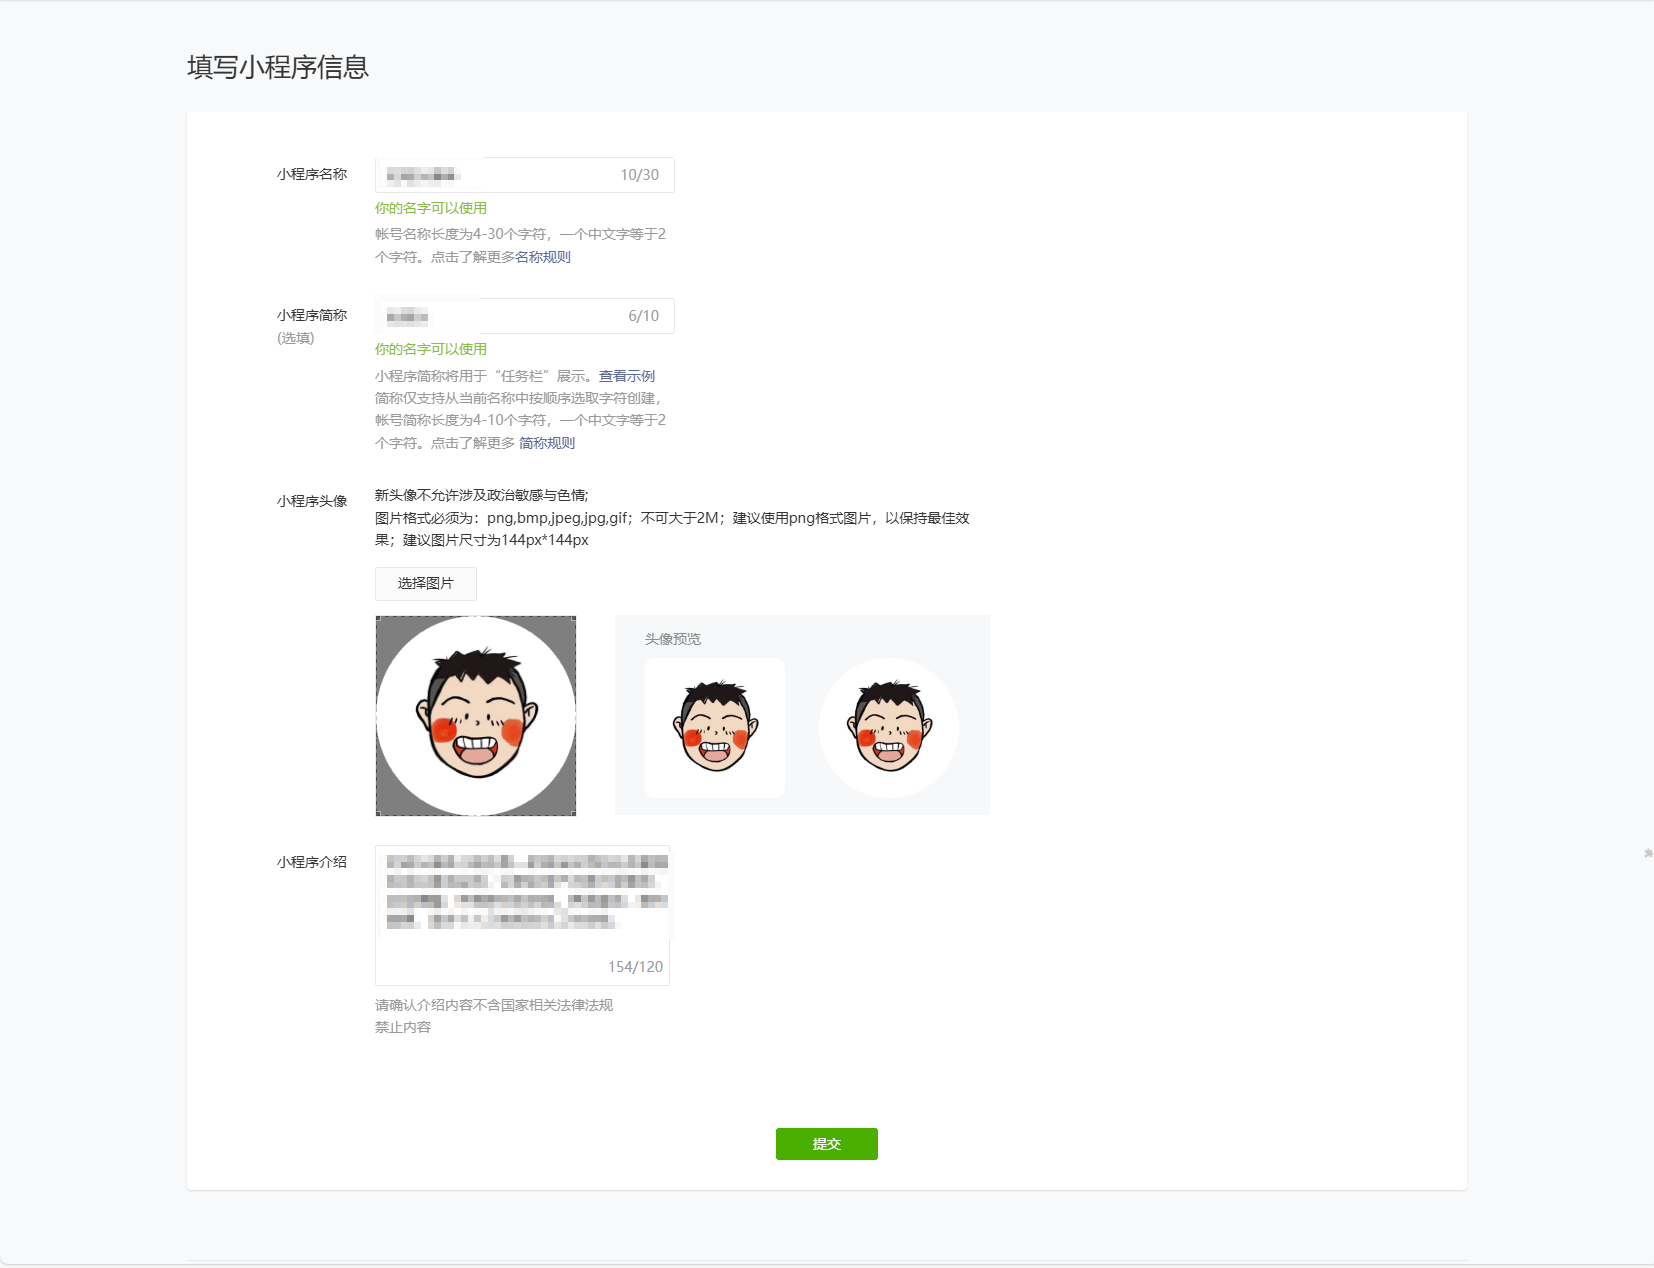 填写小程序信息
小程序名称
10/30
你的名字可以使用
帐号名称长度为4-30个字符，一个中文字等于2
个字符。点击了解更多名称规则
小程序简称
(选填)
6/10
你的名字可以使用
小程序简称将用于“任务栏”展示。查看示例
简称仅支持从当前名称中按顺序选取字符创建，
帐号简称长度为4-10个字符，一个中文字等于2
个字符。点击了解更多 简称规则
小程序头像
新头像不允许涉及政治敏感与色情;
图片格式必须为：png,bmp,jpeg,jpg,gif；不可大于2M；建议使用png格式图片，以保持最佳效
果；建议图片尺寸为144px*144px
选择图片
头像预览
小程序介绍
154/120
请确认介绍内容不含国家相关法律法规
禁止内容
提交